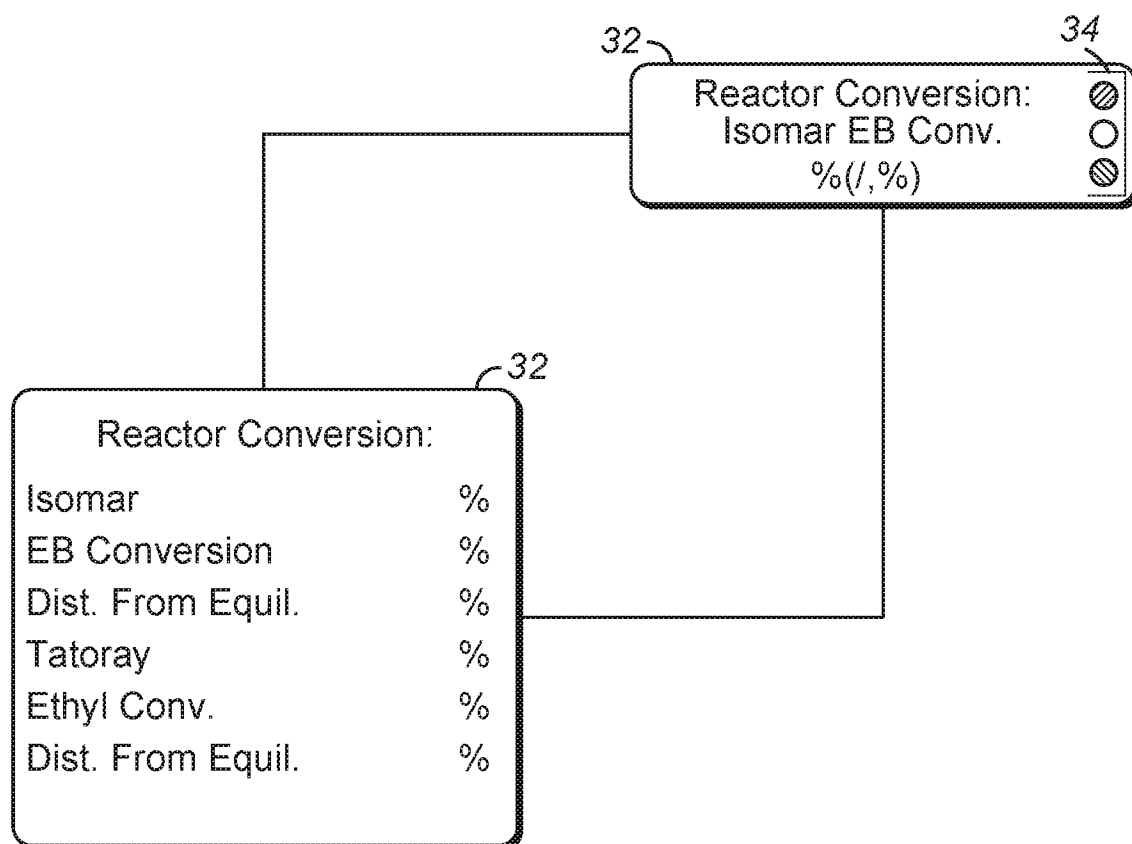 32
34
Reactor Conversion:
Isomar EB Conv.
%(/,%)
32
Reactor Conversion:
Isomar %
EB Conversion %
Dist. From Equil. %
Tatoray %
Ethyl Conv. %
Dist. From Equil. %